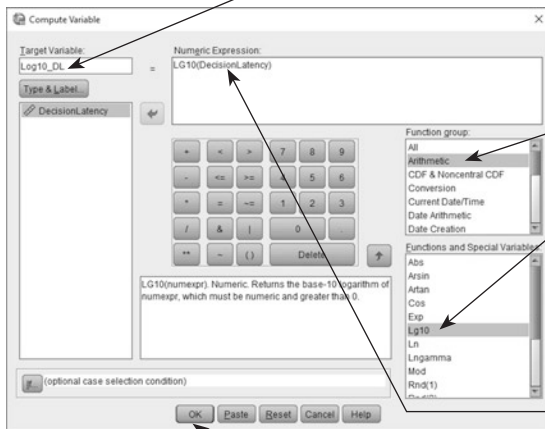 Compute Variable
Target Variable:
Log10_DL
=
Numeric Expression:
LG10(DecisionLatency)
Type & Label...
DecisionLatency
+ < > 7 8 9
- <= >= 4 5 6
* = ~= 1 2 3
/ & | 0 .
** ~ () Delete
LG10(numexpr). Numeric. Returns the base-10 logarithm of
numexpr, which must be numeric and greater than 0.
Function group:
All
Arithmetic
CDF & Noncentral CDF
Conversion
Current Date/Time
Date Arithmetic
Date Creation
Functions and Special Variables:
Abs
Arsin
Artan
Cos
Exp
Lg10
Ln
Lngamma
Mod
Rnd(1)
(optional case selection condition)
OK Paste Reset Cancel Help